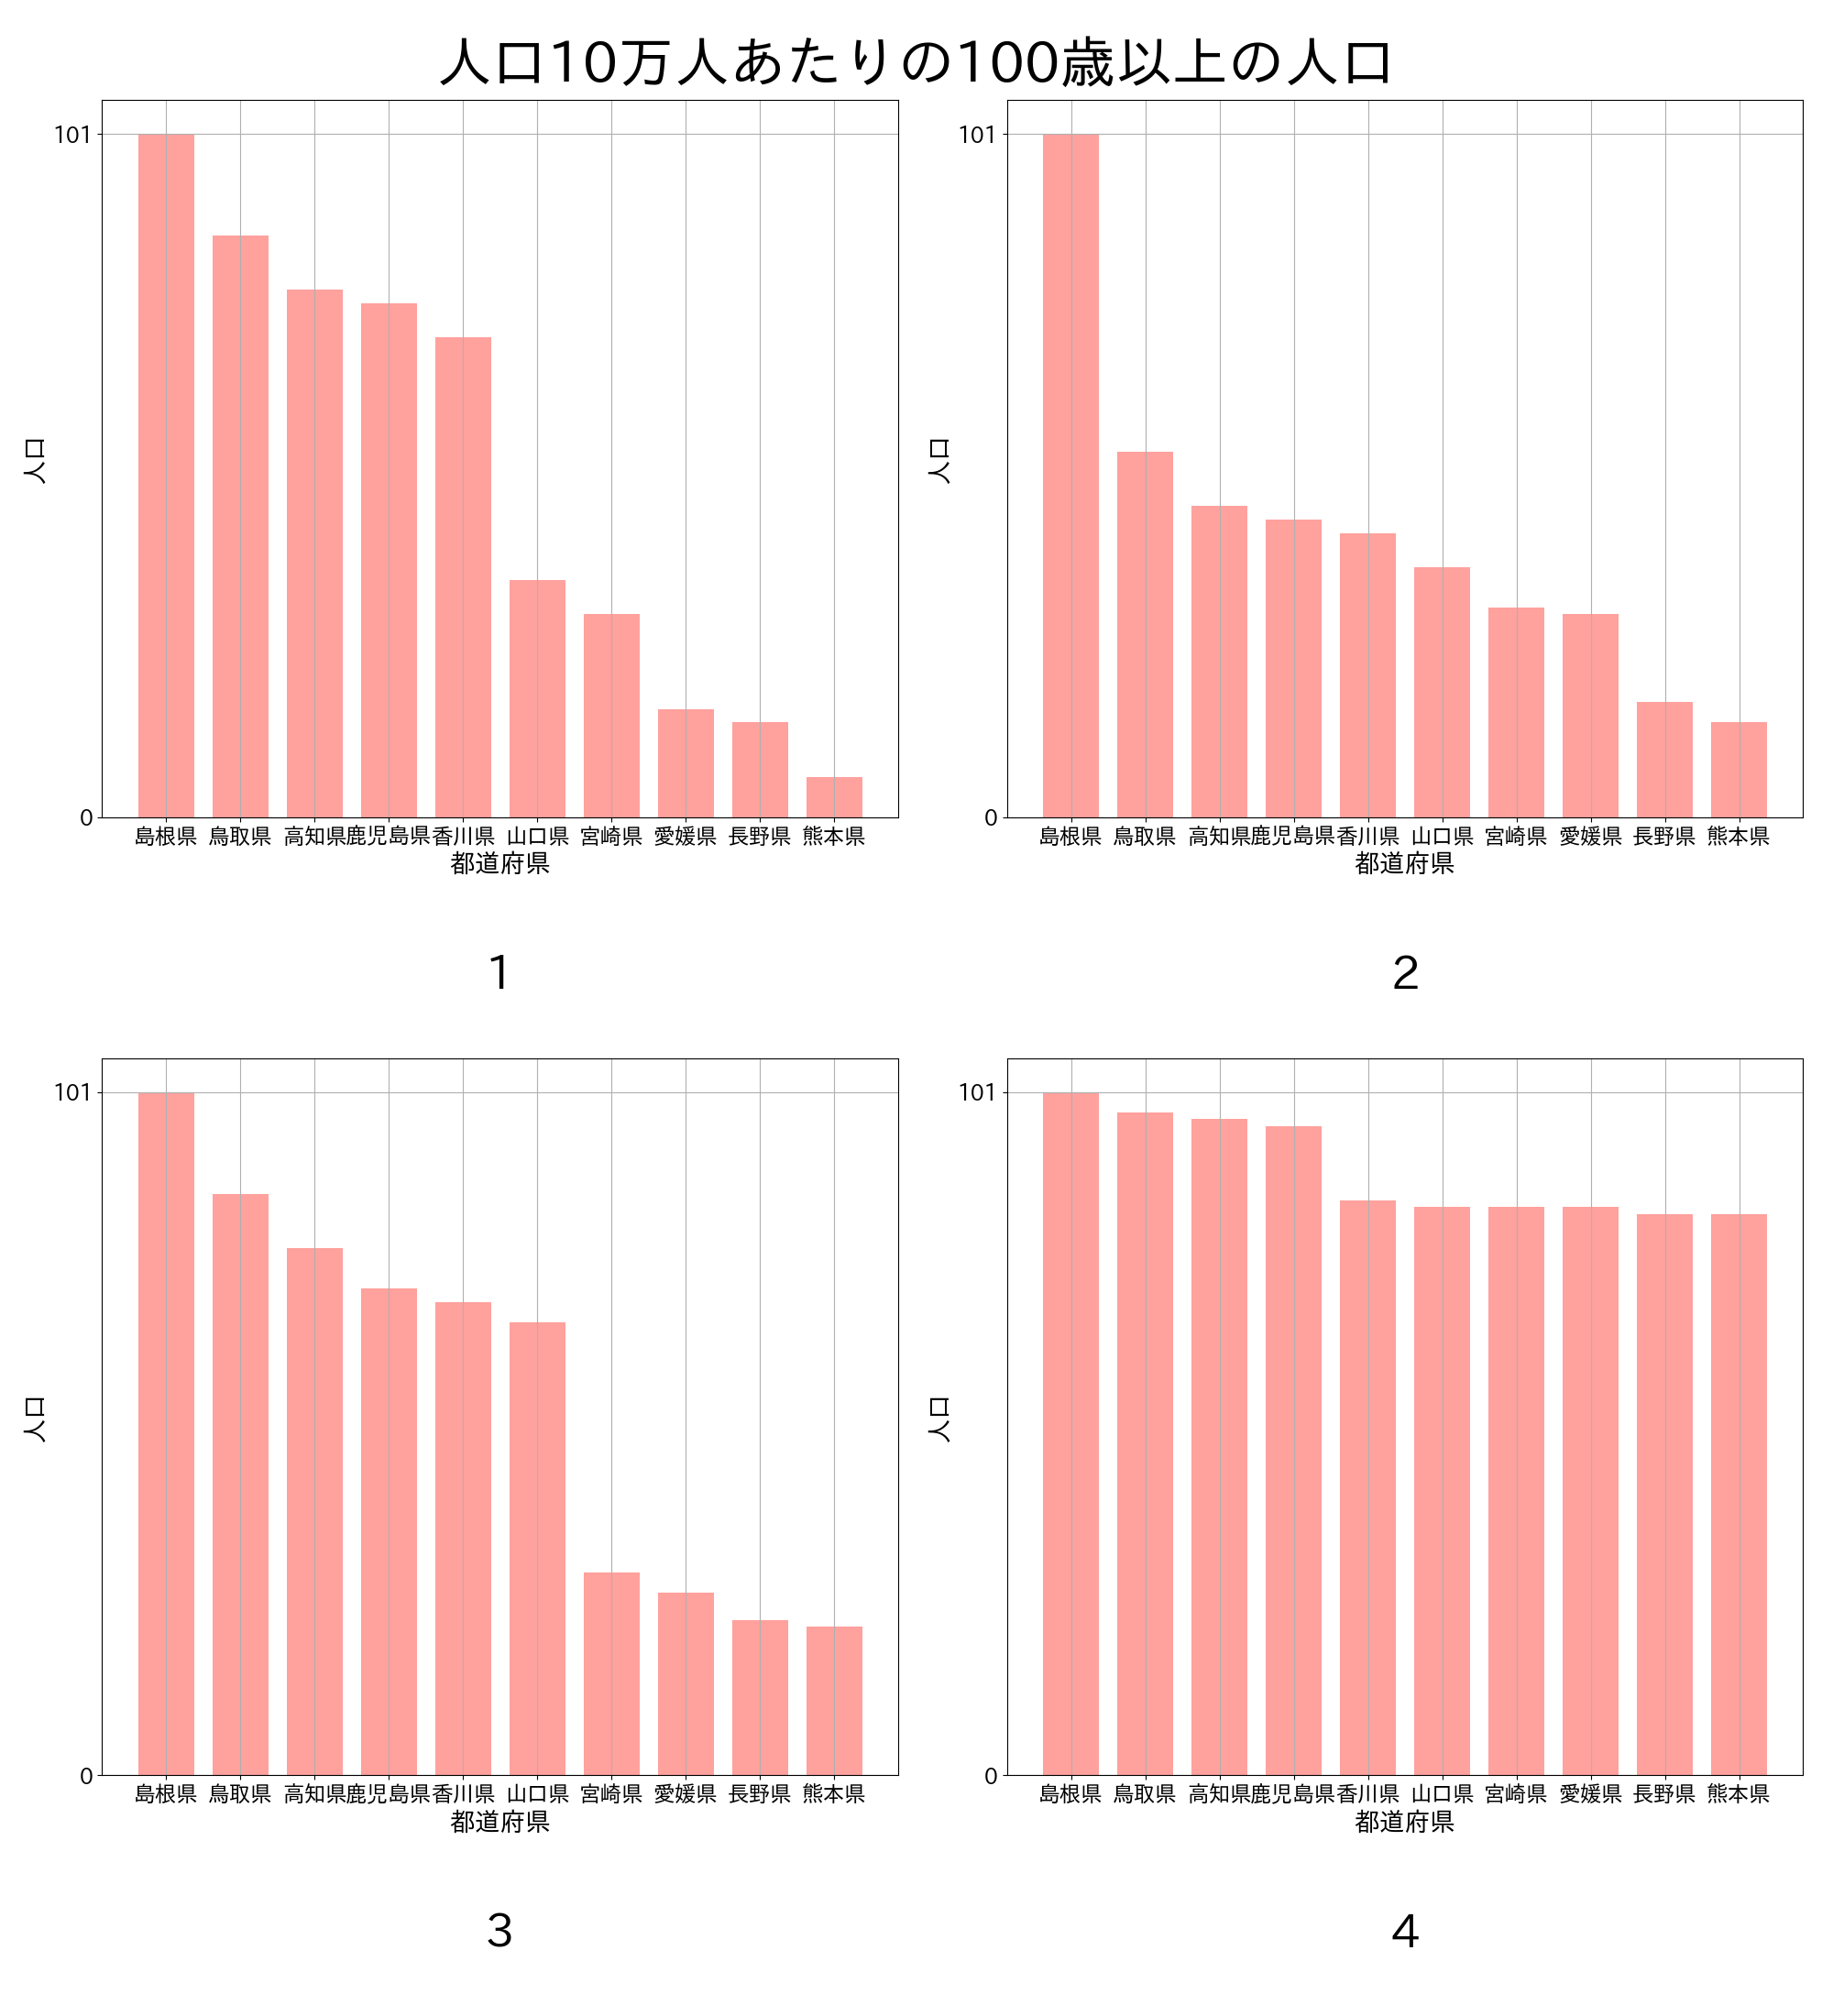 人口10万人あたりの100歳以上の人口
101
人口
0
島根県 鳥取県 高知県 鹿児島県 香川県 山口県 宮崎県 愛媛県 長野県 熊本県
都道府県
1
101
人口
0
島根県 鳥取県 高知県 鹿児島県 香川県 山口県 宮崎県 愛媛県 長野県 熊本県
都道府県
2
101
人口
0
島根県 鳥取県 高知県 鹿児島県 香川県 山口県 宮崎県 愛媛県 長野県 熊本県
都道府県
3
101
人口
0
島根県 鳥取県 高知県 鹿児島県 香川県 山口県 宮崎県 愛媛県 長野県 熊本県
都道府県
4